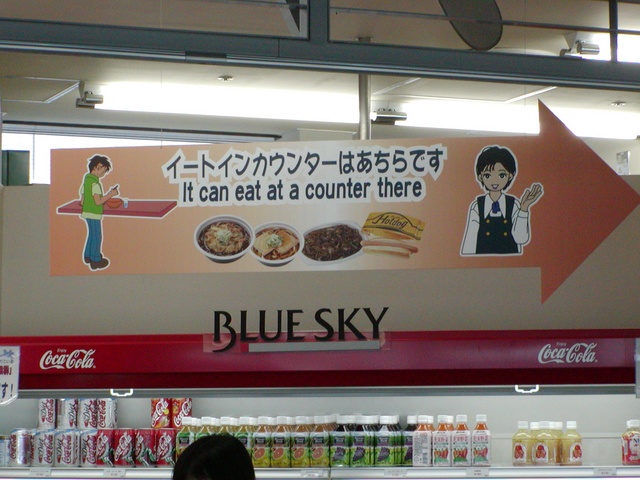 イートインカウンターはあちらです
It can eat at a counter there
Hotdog
BLUE SKY
Coca-Cola
Coca-Cola